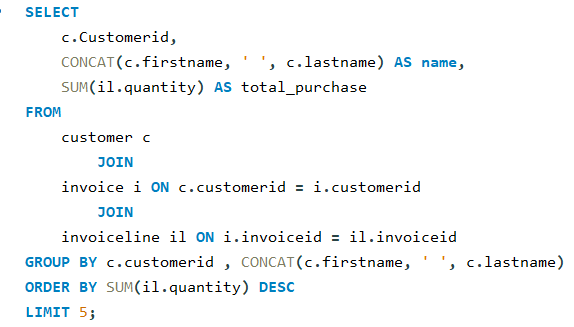 SELECT
c.Customerid,
CONCAT(c.firstname, ' ', c.lastname) AS name,
SUM(il.quantity) AS total_purchase
FROM
customer c
JOIN
invoice i ON c.customerid = i.customerid
JOIN
invoiceline il ON i.invoiceid = il.invoiceid
GROUP BY c.customerid , CONCAT(c.firstname, ' ', c.lastname)
ORDER BY SUM(il.quantity) DESC
LIMIT 5;